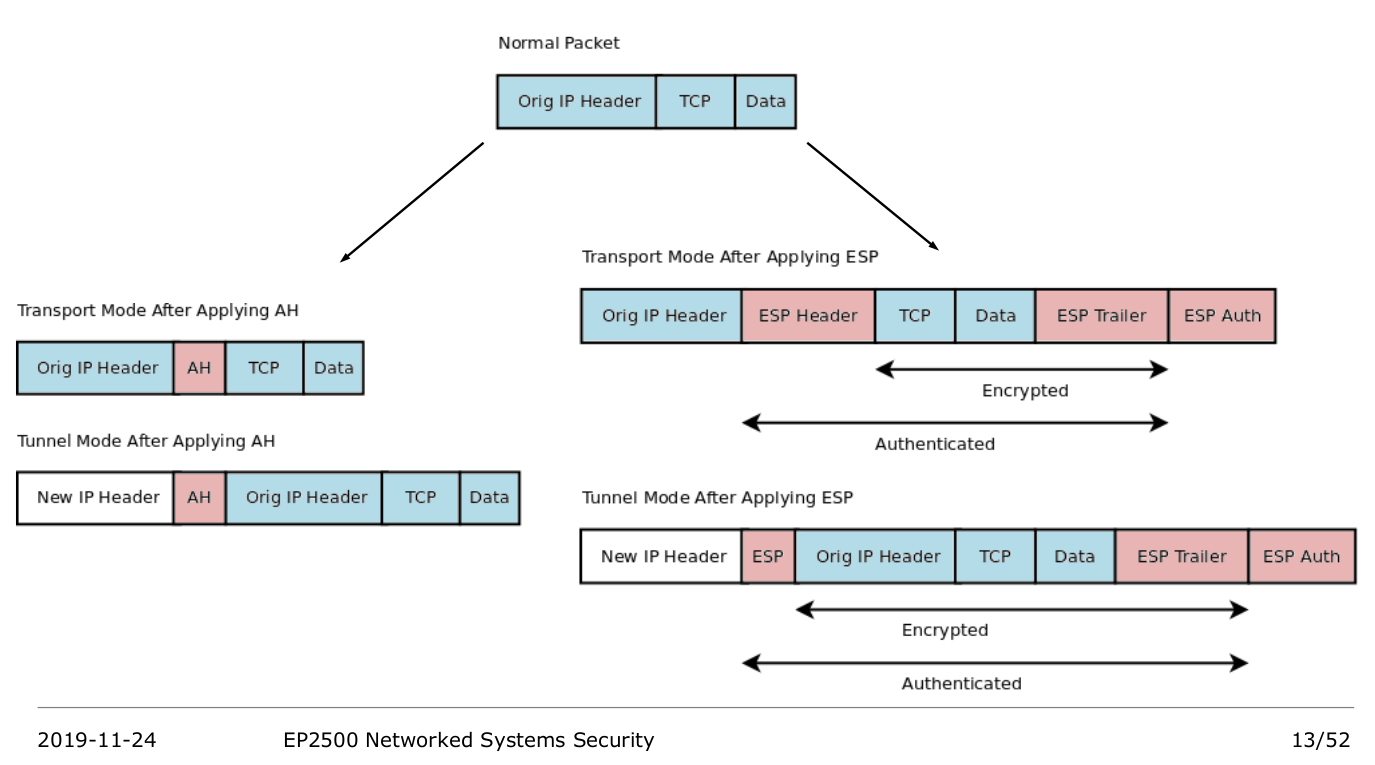 Normal Packet
Orig IP Header TCP Data
Transport Mode After Applying AH
Orig IP Header AH TCP Data
Tunnel Mode After Applying AH
New IP Header AH Orig IP Header TCP Data
Transport Mode After Applying ESP
Orig IP Header ESP Header TCP Data ESP Trailer ESP Auth
Encrypted
Authenticated
Tunnel Mode After Applying ESP
New IP Header ESP Orig IP Header TCP Data ESP Trailer ESP Auth
Encrypted
Authenticated
2019-11-24 EP2500 Networked Systems Security 13/52